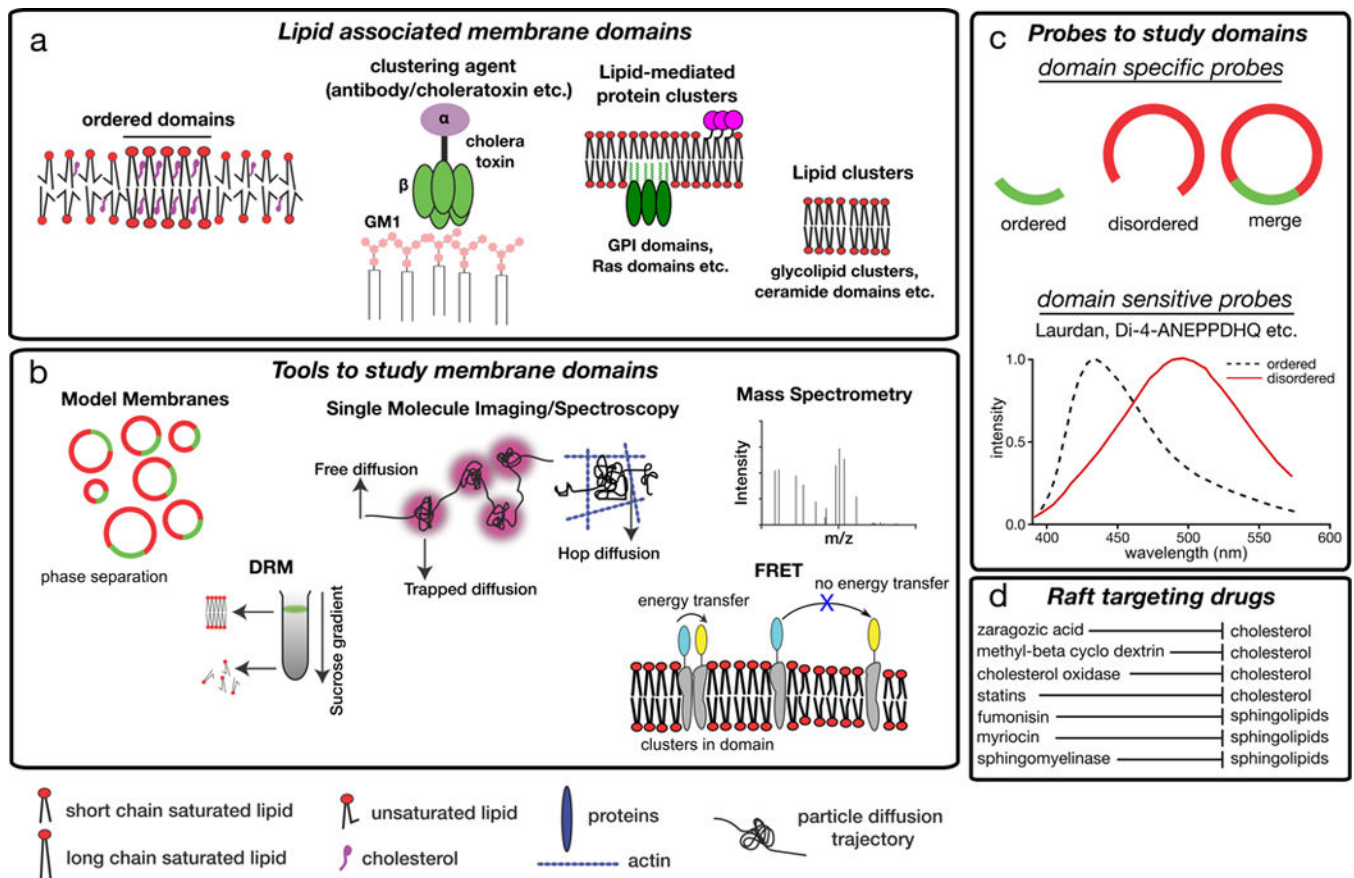 a
Lipid associated membrane domains
ordered domains
clustering agent
(antibody/choleratoxin etc.)
α
cholera
toxin
β
GM1
Lipid-mediated
protein clusters
GPI domains,
Ras domains etc.
Lipid clusters
glycolipid clusters,
ceramide domains etc.
b
Tools to study membrane domains
Model Membranes
phase separation
Single Molecule Imaging/Spectroscopy
Free diffusion
Trapped diffusion
Hop diffusion
Mass Spectrometry
Intensity
m/z
DRM
Sucrose gradient
FRET
energy transfer
no energy transfer
X
clusters in domain
c
Probes to study domains
domain specific probes
ordered
disordered
merge
domain sensitive probes
Laurdan, Di-4-ANEPPDHQ etc.
ordered
disordered
intensity
1.0
0.5
0.0
400
450
500
550
600
wavelength (nm)
d
Raft targeting drugs
zaragozic acid cholesterol
methyl-beta cyclo dextrin cholesterol
cholesterol oxidase cholesterol
statins cholesterol
fumonisin sphingolipids
myriocin sphingolipids
sphingomyelinase sphingolipids
short chain saturated lipid
long chain saturated lipid
unsaturated lipid
cholesterol
proteins
actin
particle diffusion
trajectory